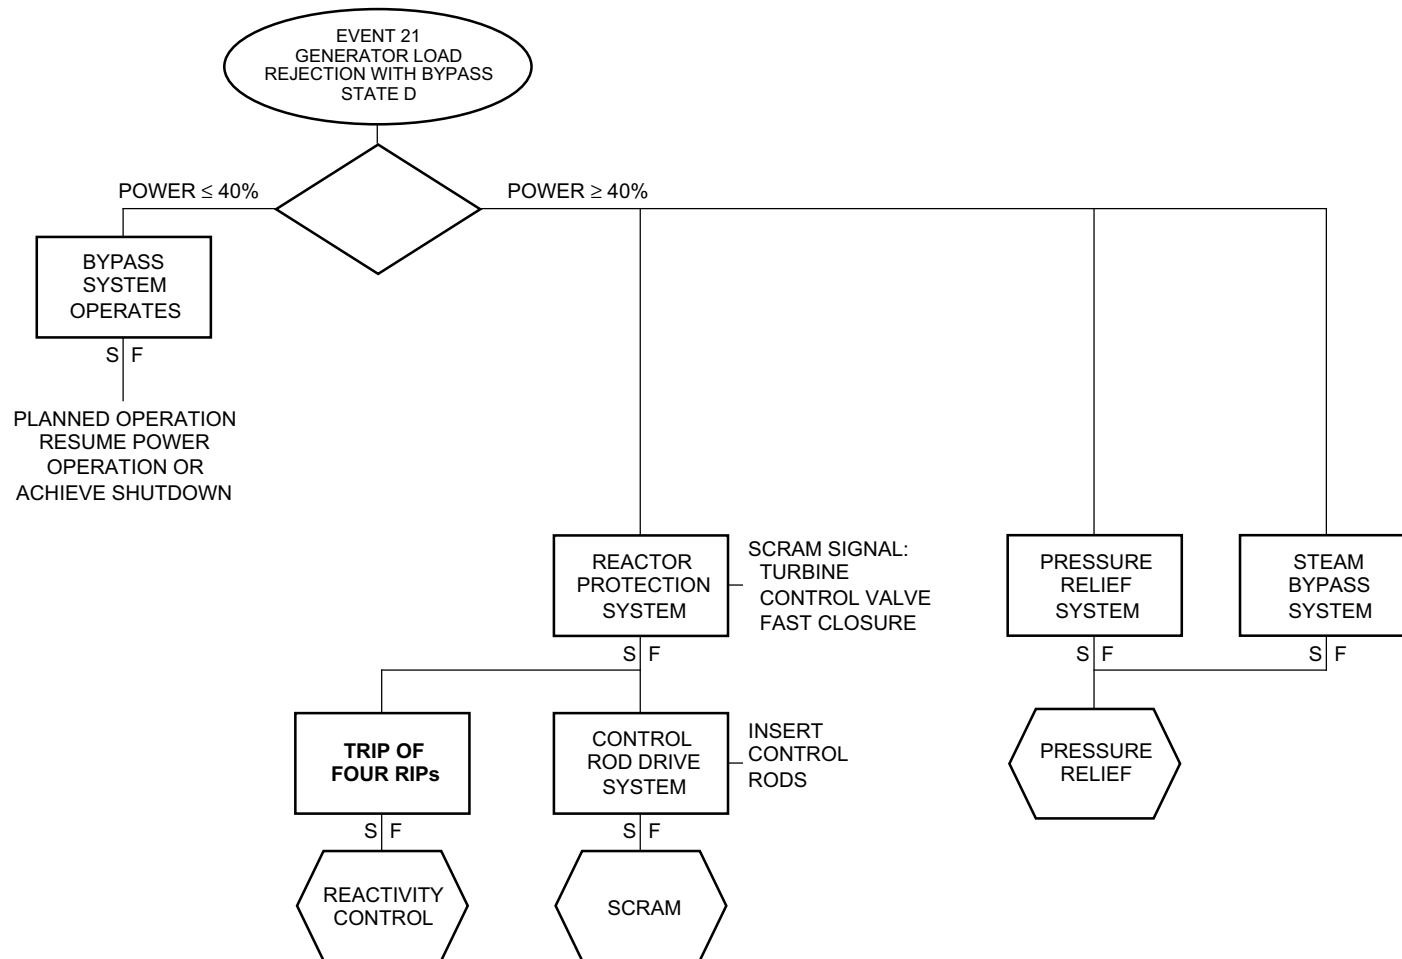 EVENT 21
GENERATOR LOAD
REJECTION WITH BYPASS
STATE D
POWER ≤ 40%
POWER ≥ 40%
BYPASS
SYSTEM
OPERATES
S F
PLANNED OPERATION
RESUME POWER
OPERATION OR
ACHIEVE SHUTDOWN
REACTOR
PROTECTION
SYSTEM
SCRAM SIGNAL:
TURBINE
CONTROL VALVE
FAST CLOSURE
PRESSURE
RELIEF
SYSTEM
STEAM
BYPASS
SYSTEM
S F
S F
S F
TRIP OF
FOUR RIPs
CONTROL
ROD DRIVE
SYSTEM
INSERT
CONTROL
RODS
PRESSURE
RELIEF
S F
S F
REACTIVITY
CONTROL
SCRAM